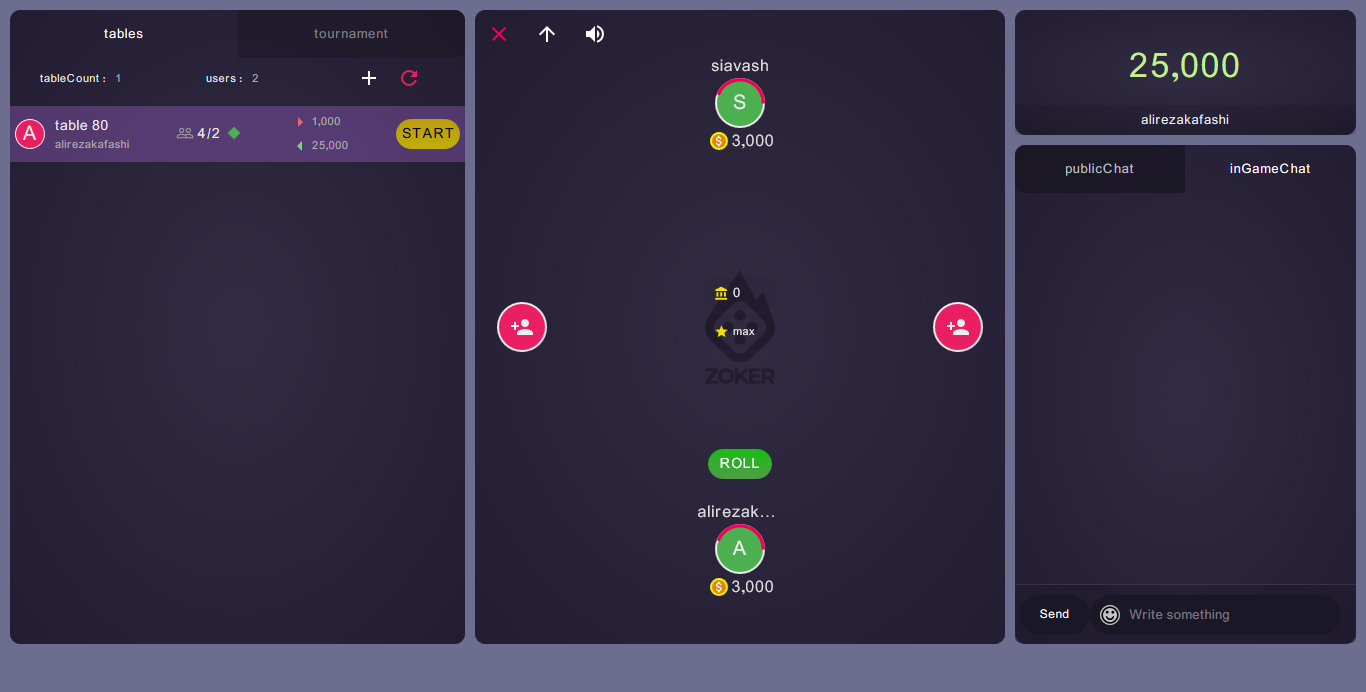 tables
tournament
tableCount : 1
users : 2
A
table 80
alirezakafashi
4/2
1,000
25,000
START
siavash
S
$ 3,000
0
max
ZOKER
ROLL
alirezak...
A
$ 3,000
25,000
alirezakafashi
publicChat
inGameChat
Send
Write something